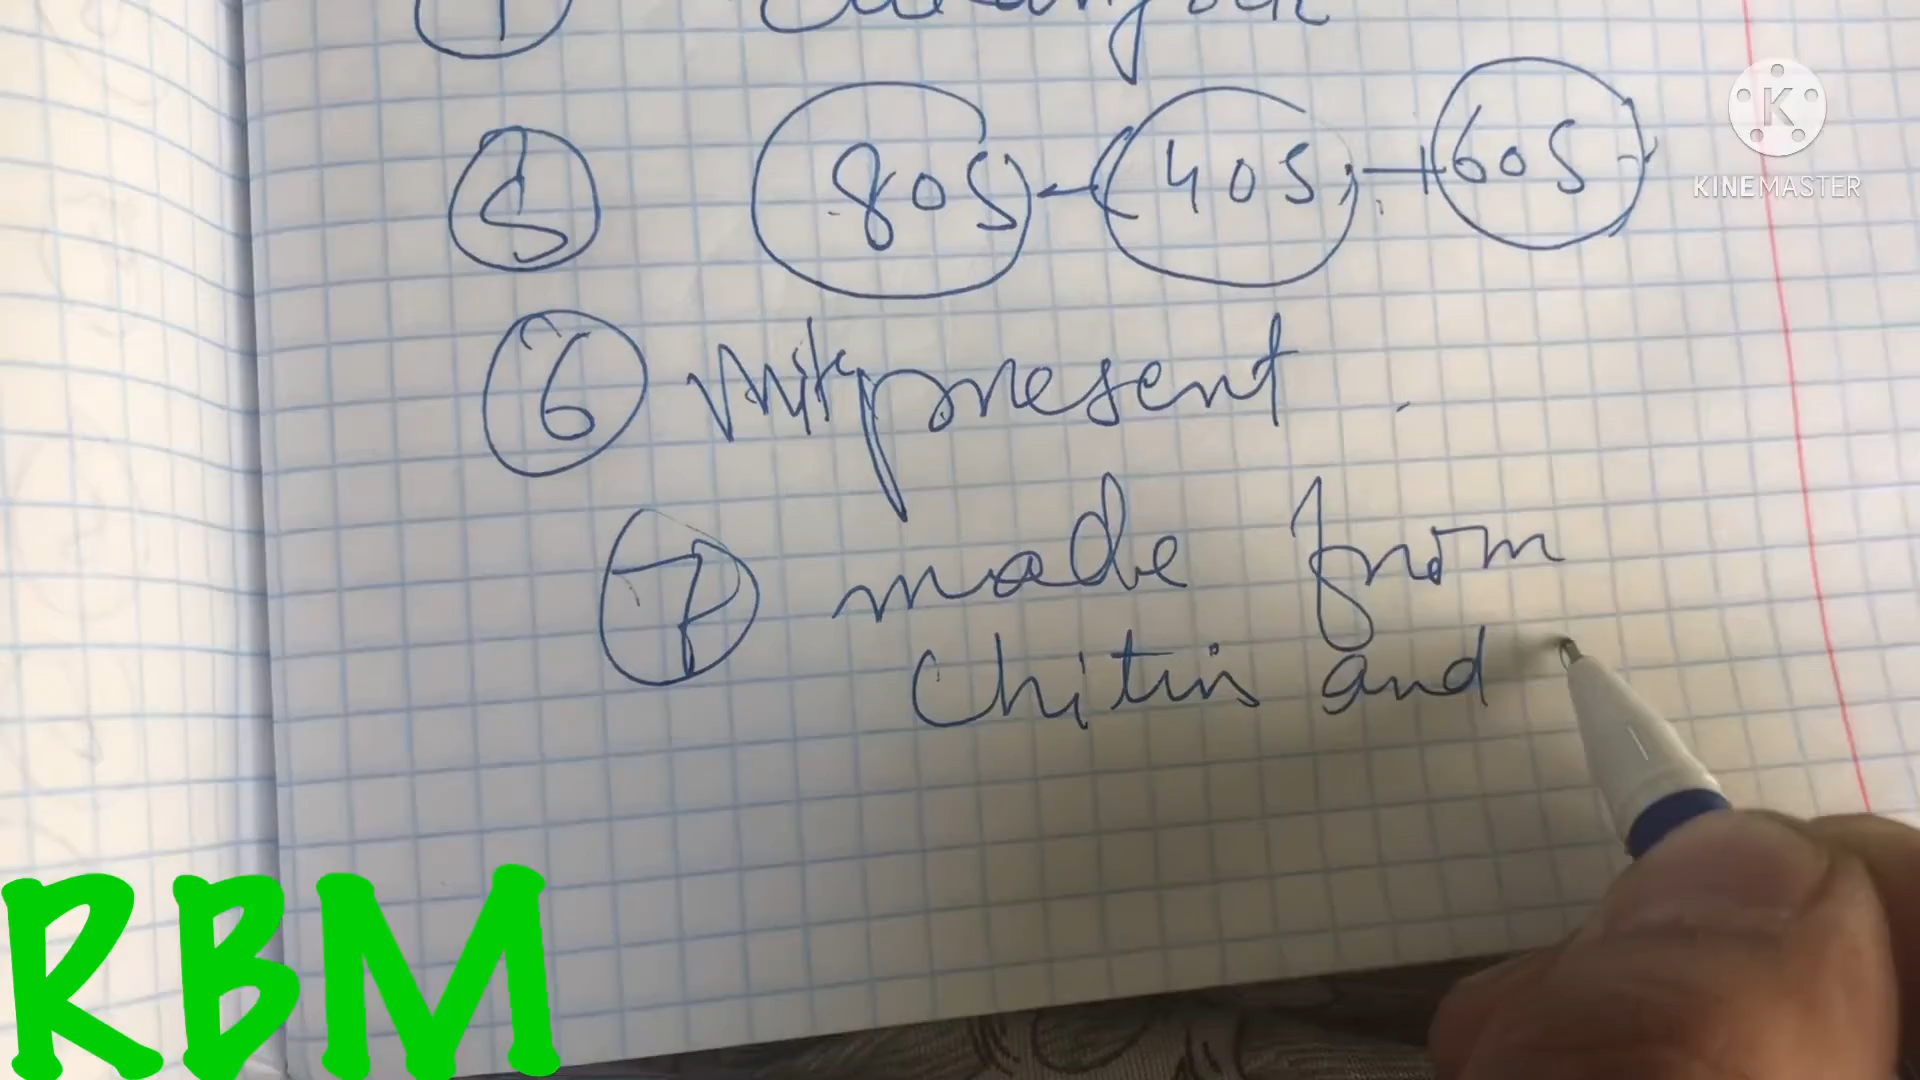 5 80S - 40S + 60S
KINEMASTER
6 present
7 made from
Chitin and
RBM